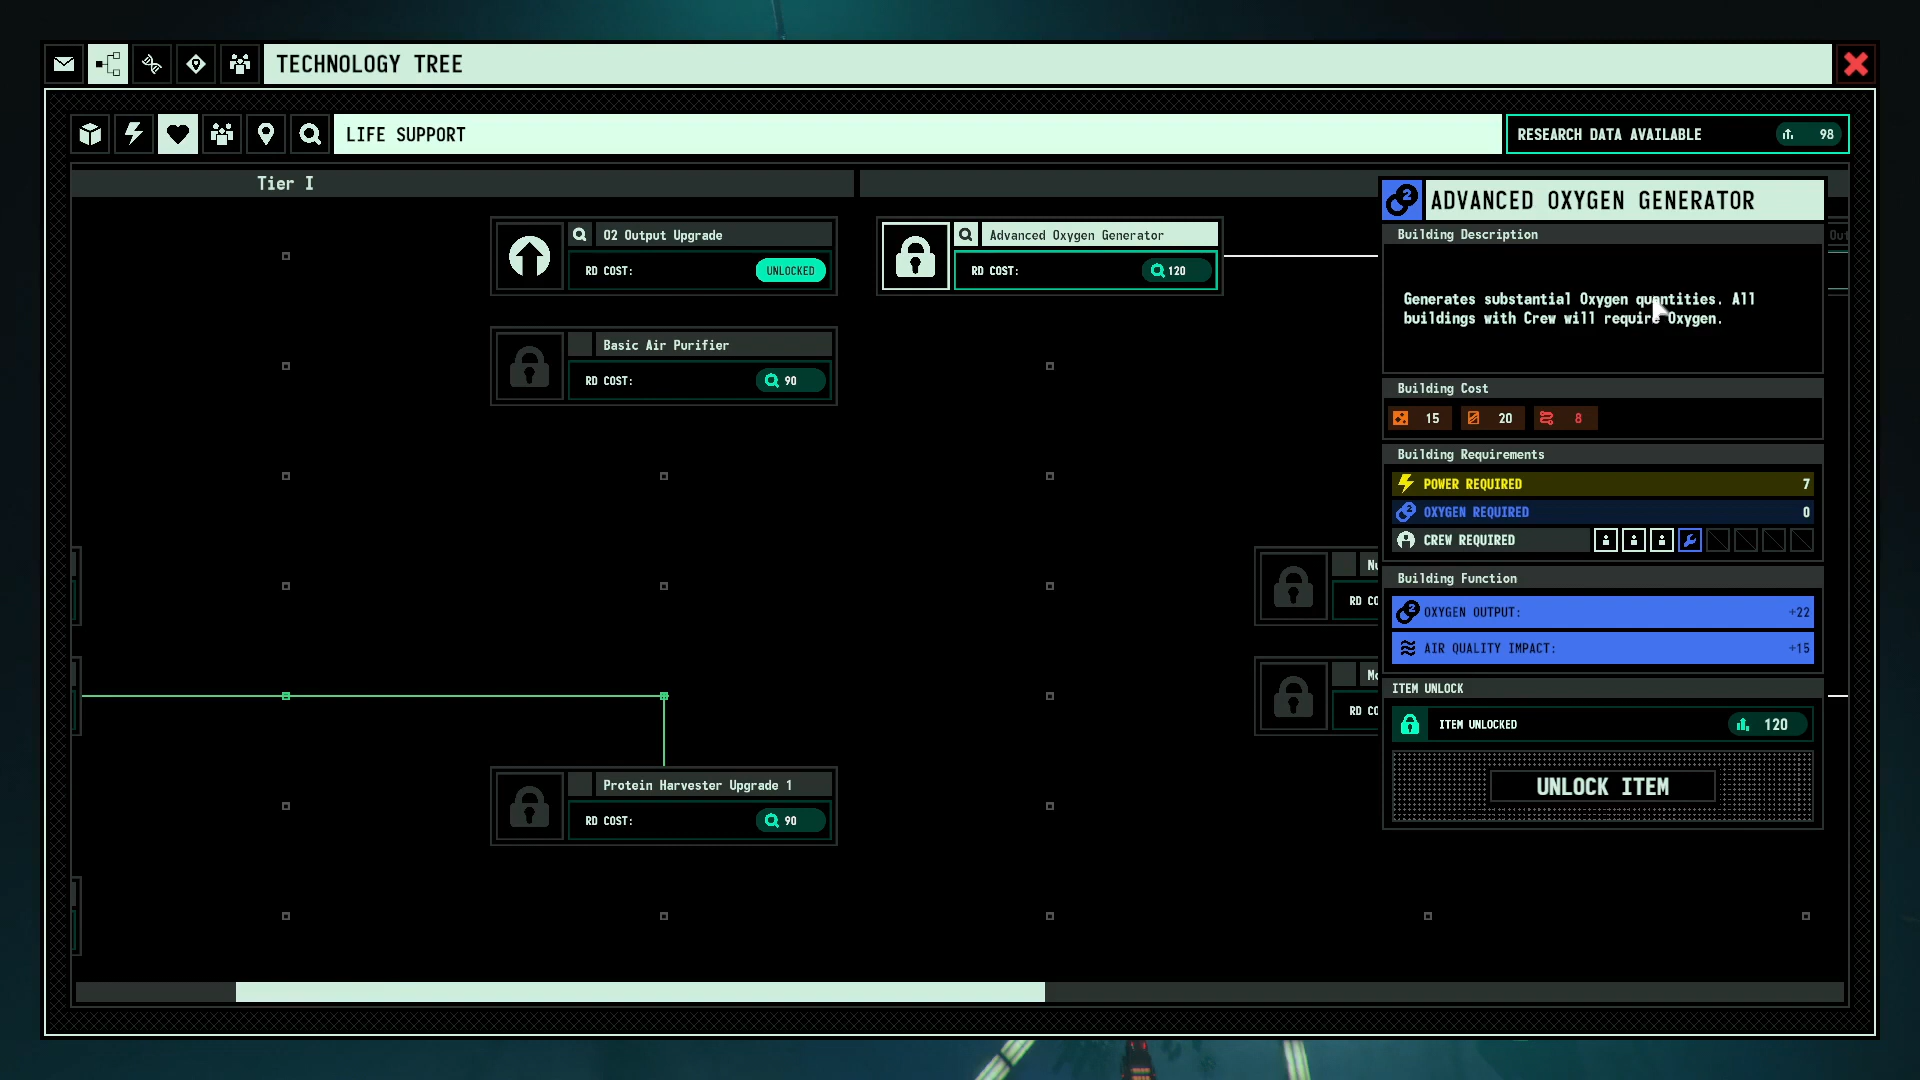 TECHNOLOGY TREE
LIFE SUPPORT
RESEARCH DATA AVAILABLE 98
Tier I
O2 Output Upgrade
RD COST: UNLOCKED
Basic Air Purifier
RD COST: 90
Protein Harvester Upgrade 1
RD COST: 90
Advanced Oxygen Generator
RD COST: 120
RD CO
RD CO
ADVANCED OXYGEN GENERATOR
Building Description
Generates substantial Oxygen quantities. All
buildings with Crew will require Oxygen.
Building Cost
15 20 8
Building Requirements
POWER REQUIRED 7
OXYGEN REQUIRED 0
CREW REQUIRED
Building Function
OXYGEN OUTPUT: +22
AIR QUALITY IMPACT: +15
ITEM UNLOCK
ITEM UNLOCKED 120
UNLOCK ITEM